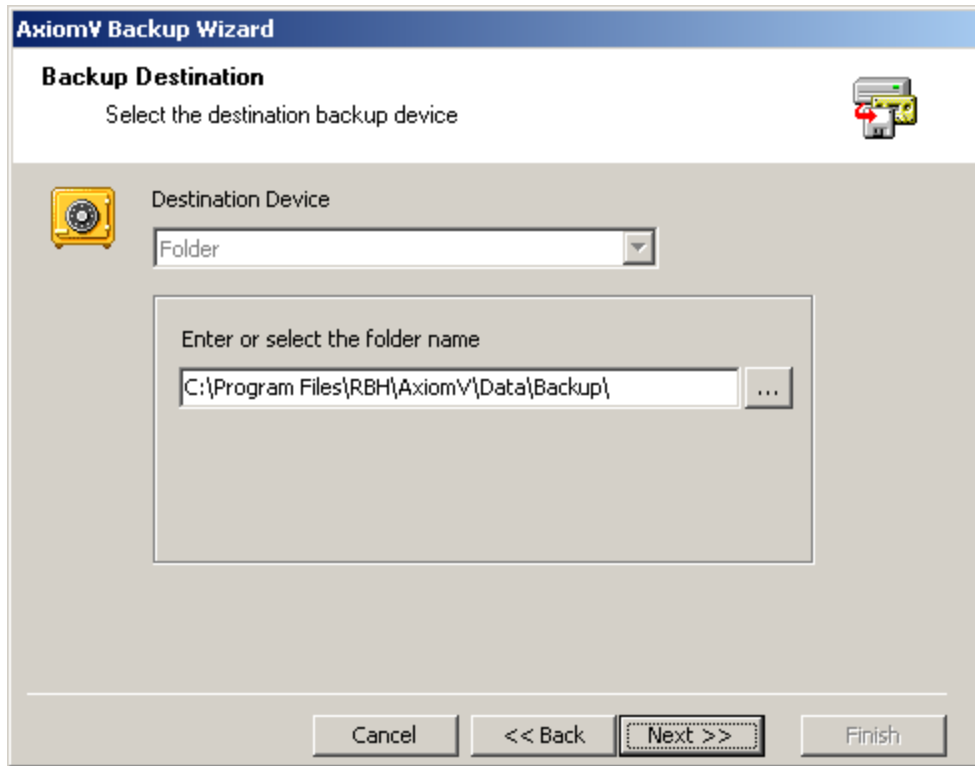 AxiomV Backup Wizard
Backup Destination
Select the destination backup device
Destination Device
Folder
Enter or select the folder name
C:\Program Files\RBH\AxiomV\Data\Backup\
...
Cancel
<< Back
Next >>
Finish